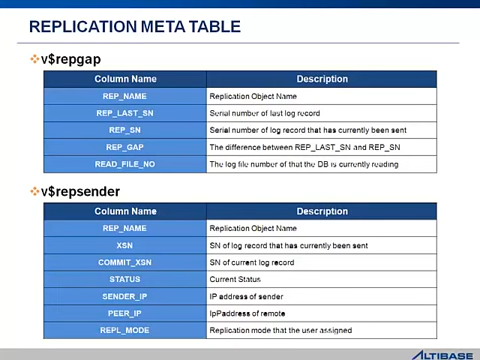 REPLICATION META TABLE
v$repgap
Column Name Description
REP_NAME Replication Object Name
REP_LAST_SN Serial number of last log record
REP_SN Serial number of log record that has currently been sent
REP_GAP The difference between REP_LAST_SN and REP_SN
READ_FILE_NO The log file number of that the DB is currently reading
v$repsender
Column Name Description
REP_NAME Replication Object Name
XSN SN of log record that has currently been sent
COMMIT_XSN SN of current log record
STATUS Current Status
SENDER_IP IP address of sender
PEER_IP IpPaddress of remote
REPL_MODE Replication mode that the user assigned
ALTIBASE